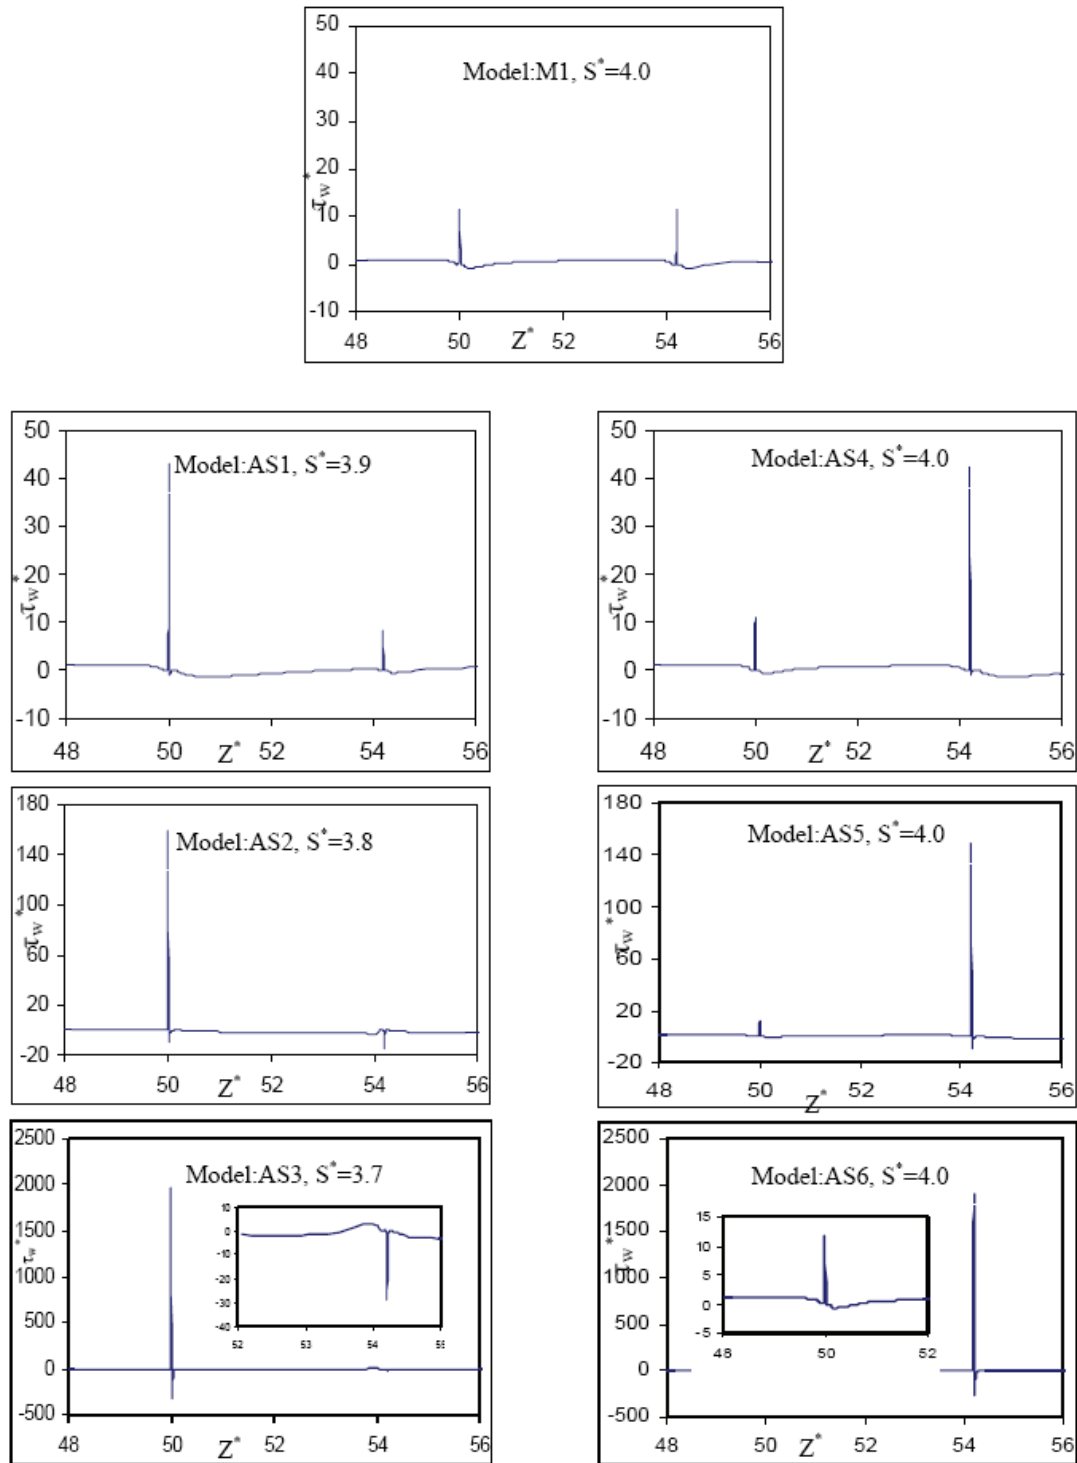 50
Model:M1, S*=4.0
40
30
20
τw*
10
0
-10
48 50 Z* 52 54 56
50 50
Model:AS1, S*=3.9 Model:AS4, S*=4.0
40 40
30 30
20 20
τw* τw*
10 10
0 0
-10 -10
48 50 Z* 52 54 56 48 50 Z* 52 54 56
180 180
Model:AS2, S*=3.8 Model:AS5, S*=4.0
140 140
100 100
τw* τw*
60 60
20 20
-20 -20
48 50 Z* 52 54 56 48 50 Z* 52 54 56
2500 2500
Model:AS3, S*=3.7 Model:AS6, S*=4.0
2000 2000
1500 1500
τw* τw*
1000 1000
500 500
0 0
-500 -500
10 15
0 10
-10 5
-20 0
-30 -5
-40
52 53 54 48 50 52
48 50 Z* 52 54 56 48 50 Z* 52 54 56